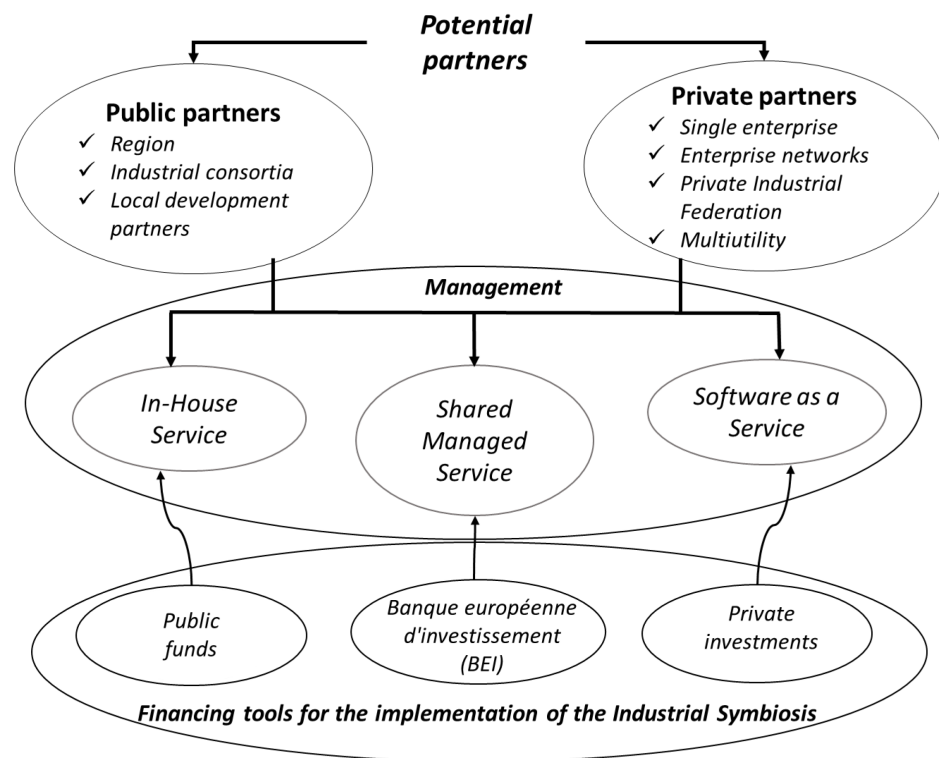 Potential
partners
Public partners
✓ Region
✓ Industrial consortia
✓ Local development
partners
Private partners
✓ Single enterprise
✓ Enterprise networks
✓ Private Industrial
Federation
✓ Multiutility
Management
In-House
Service
Shared
Managed
Service
Software as a
Service
Public
funds
Banque européenne
d'investissement
(BEI)
Private
investments
Financing tools for the implementation of the Industrial Symbiosis